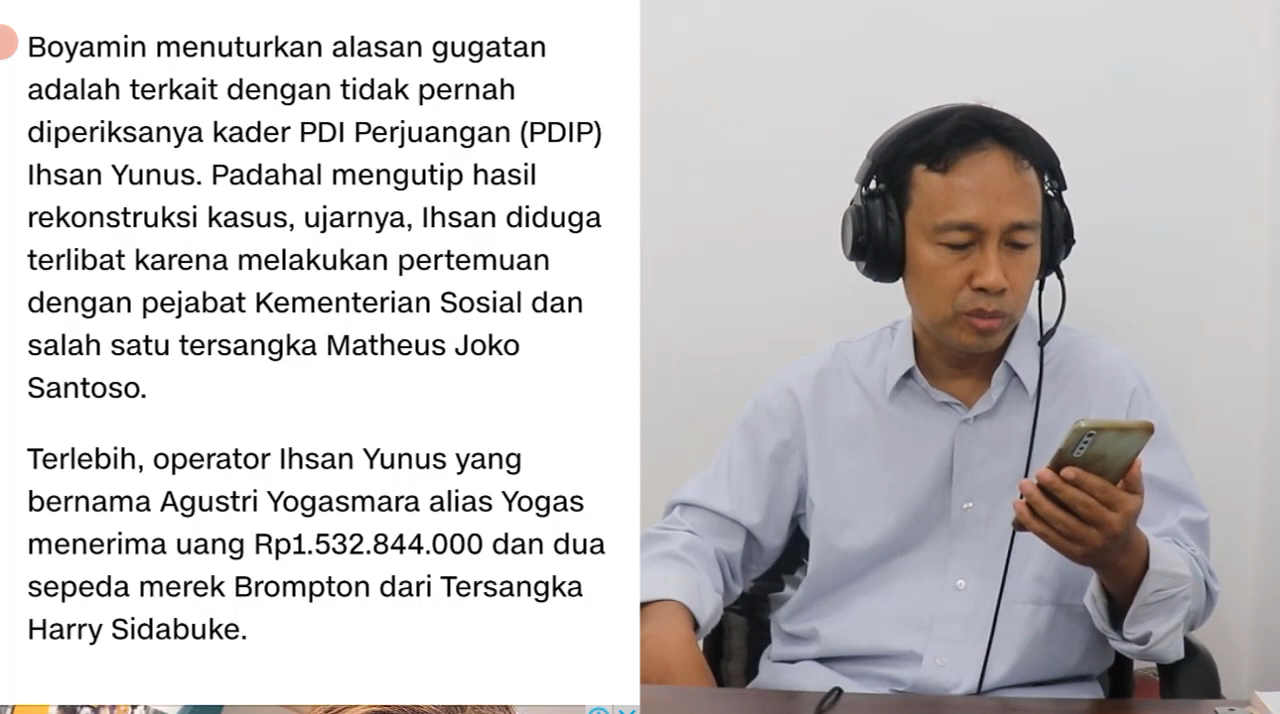 Boyamin menuturkan alasan gugatan
adalah terkait dengan tidak pernah
diperiksanya kader PDI Perjuangan (PDIP)
Ihsan Yunus. Padahal mengutip hasil
rekonstruksi kasus, ujarnya, Ihsan diduga
terlibat karena melakukan pertemuan
dengan pejabat Kementerian Sosial dan
salah satu tersangka Matheus Joko
Santoso.
Terlebih, operator Ihsan Yunus yang
bernama Agustri Yogasmara alias Yogas
menerima uang Rp1.532.844.000 dan dua
sepeda merek Brompton dari Tersangka
Harry Sidabuke.